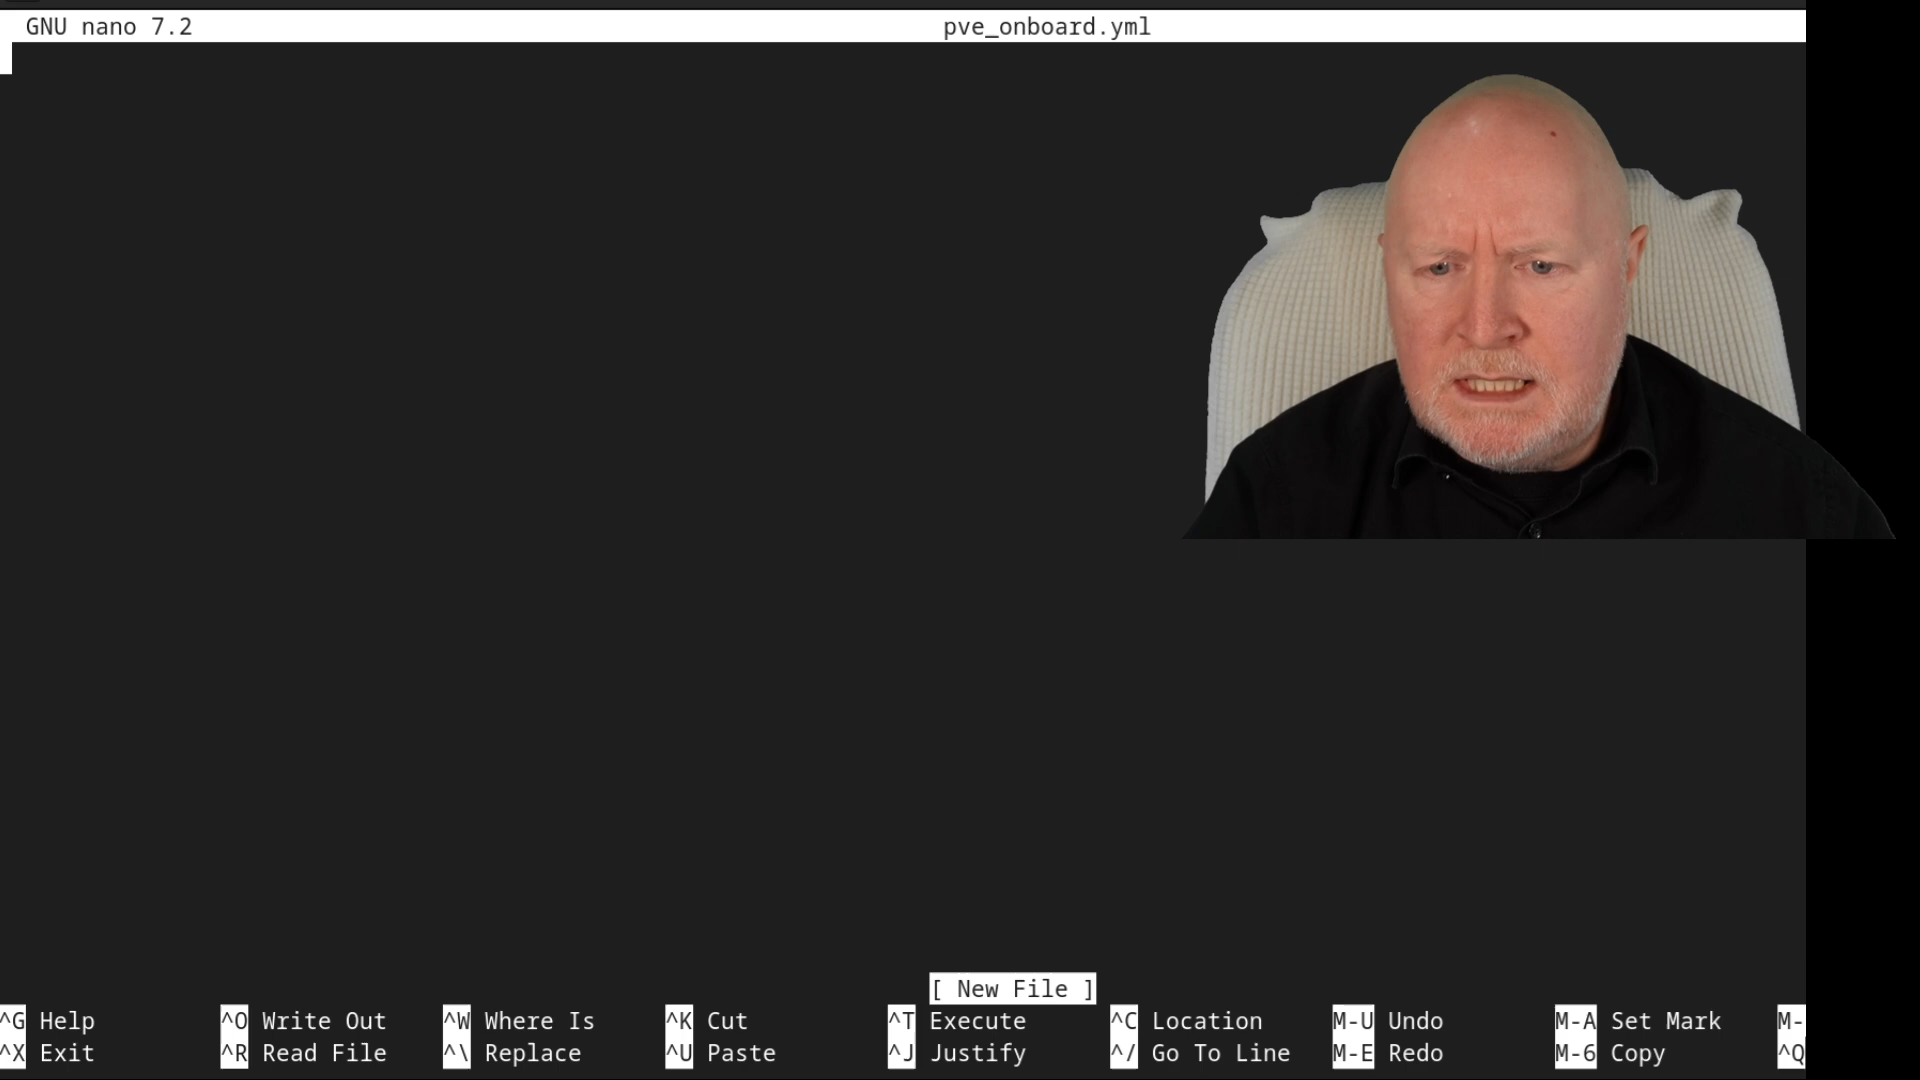 GNU nano 7.2 pve_onboard.yml
[ New File ]
^G Help ^O Write Out ^W Where Is ^K Cut ^T Execute ^C Location M-U Undo M-A Set Mark M-
^X Exit ^R Read File ^\ Replace ^U Paste ^J Justify ^/ Go To Line M-E Redo M-6 Copy ^Q